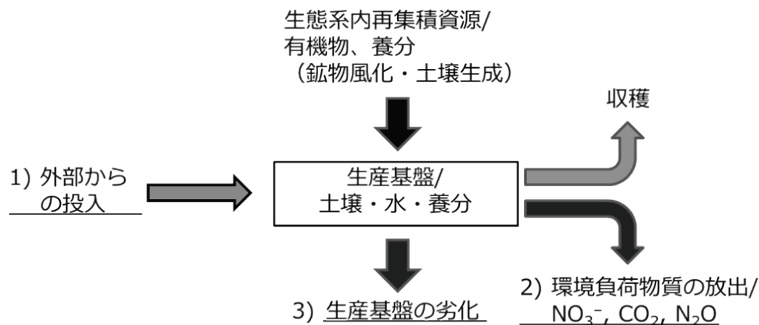 生態系内再集積資源/
有機物、養分
（鉱物風化・土壌生成）
収穫
1) 外部から
の投入
生産基盤/
土壌・水・養分
3) 生産基盤の劣化
2) 環境負荷物質の放出/
NO₃⁻, CO₂, N₂O